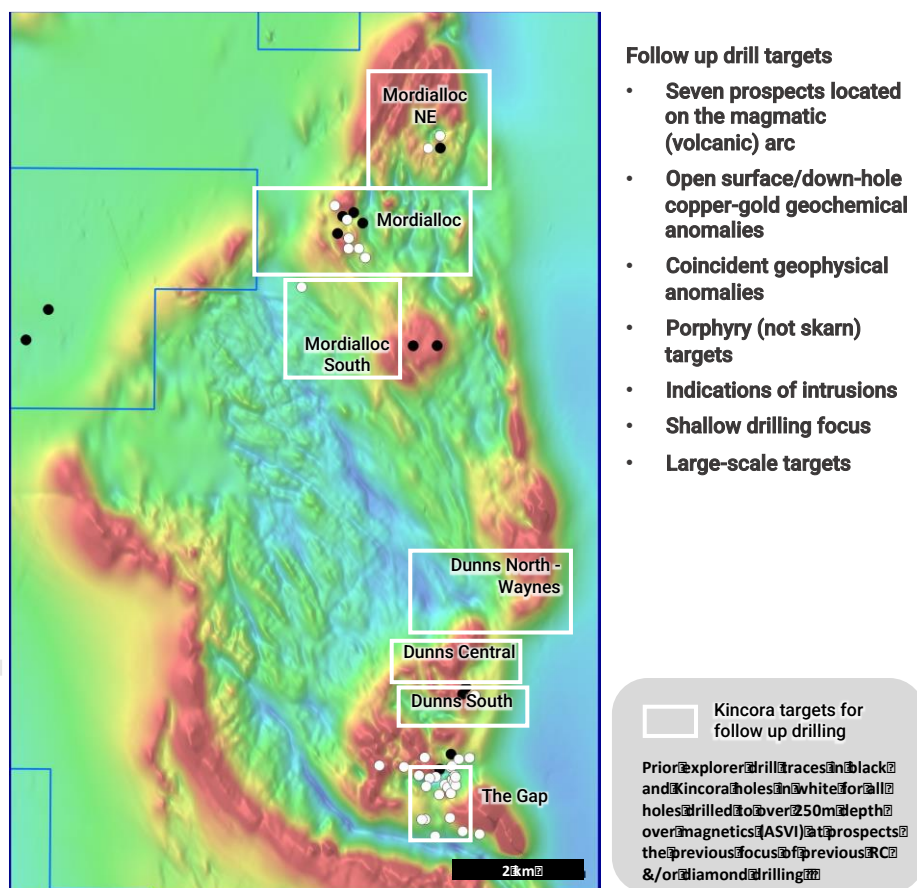 Mordialloc
NE
Mordialloc
Mordialloc
South
Dunns North -
Waynes
Dunns Central
Dunns South
The Gap
2 km
Follow up drill targets
• Seven prospects located
on the magmatic
(volcanic) arc
• Open surface/down-hole
copper-gold geochemical
anomalies
• Coincident geophysical
anomalies
• Porphyry (not skarn)
targets
• Indications of intrusions
• Shallow drilling focus
• Large-scale targets
Kincora targets for
follow up drilling
Prior explorer drill traces in black
and Kincora holes in white for all
holes drilled to over 250m depth
over magnetics (ASVI) at prospects
the previous focus of previous RC
&/or diamond drilling